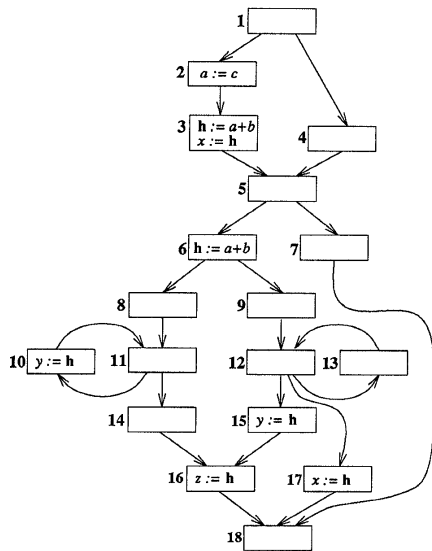 1
2 a := c
3 h := a+b
x := h
4
5
6 h := a+b
7
8
9
10 y := h
11
12
13
14
15 y := h
16 z := h
17 x := h
18